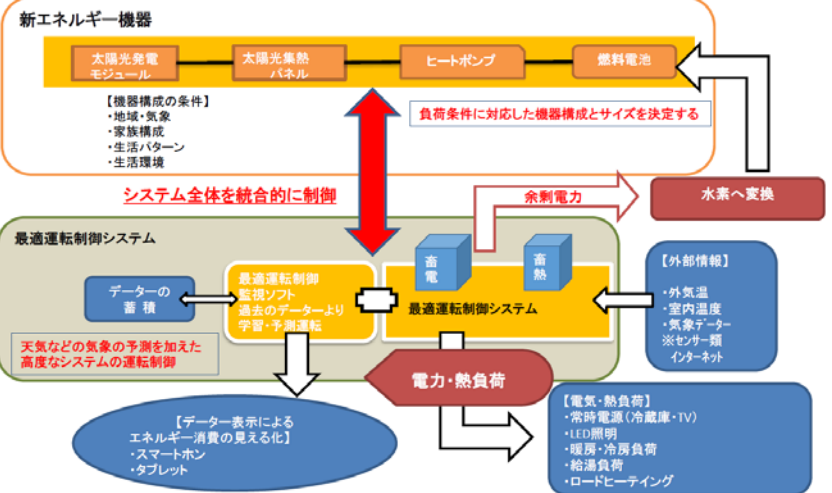 新エネルギー機器
太陽光発電
モジュール
太陽光集熱
パネル
ヒートポンプ
燃料電池
【機器構成の条件】
・地域・気象
・家族構成
・生活パターン
・生活環境
負荷条件に対応した機器構成とサイズを決定する
システム全体を統合的に制御
余剰電力
水素へ変換
最適運転制御システム
畜
電
畜
熱
データーの
蓄 積
最適運転制御
監視ソフト
過去のデーターより
学習・予測運転
最適運転制御システム
【外部情報】
・外気温
・室内温度
・気象データー
※センサー類
インターネット
天気などの気象の予測を加えた
高度なシステムの運転制御
電力・熱負荷
【データー表示による
エネルギー消費の見える化】
・スマートホン
・タブレット
【電気・熱負荷】
・常時電源(冷蔵庫・TV)
・LED照明
・暖房・冷房負荷
・給湯負荷
・ロードヒーテイング